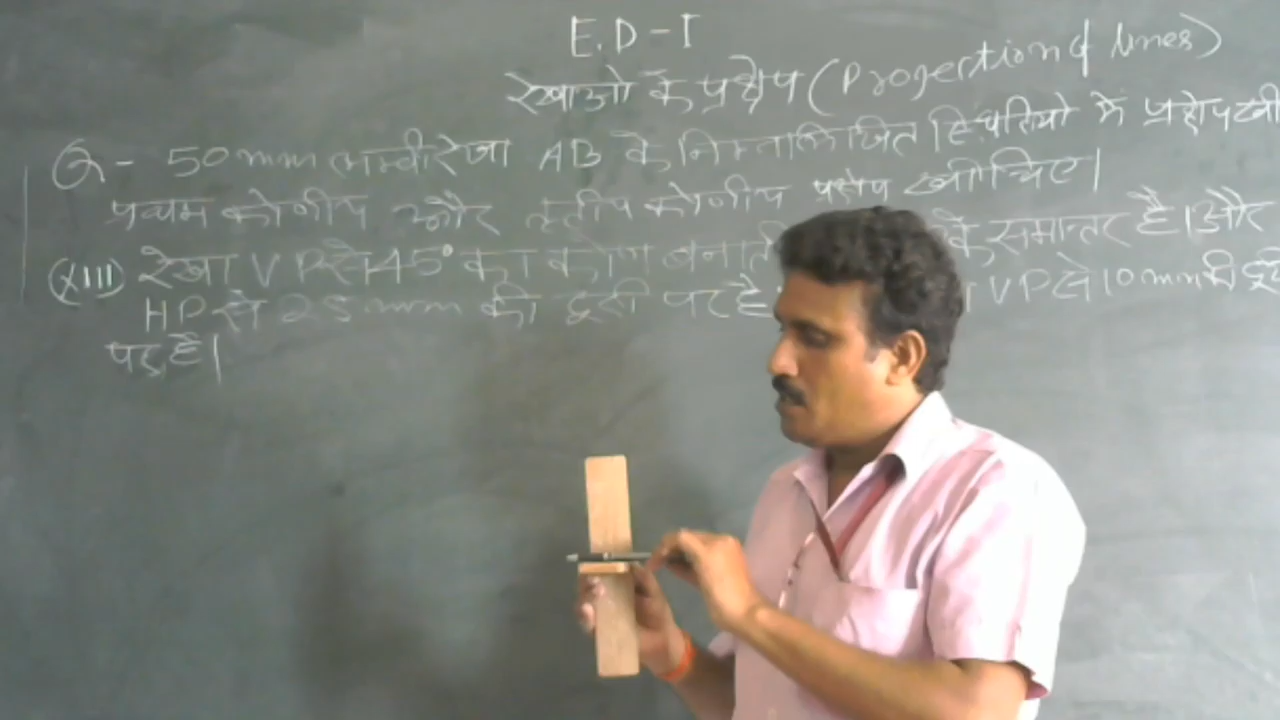 E.D-I
रेखाओ के प्रक्षेप (Projection of lines)
Q- 50mm लम्बी रेखा AB के निम्नलिखित स्थितियो मे प्रक्षेप खी
प्रथम कोणीय और तृतीय कोणीय प्रक्षेप खीचिए।
(XIII) रेखा VP से 45° का कोण बनाती के समान्तर है। और
HP से 25mm की दूरी पर है VP से 10mm की दूरी
पर है।